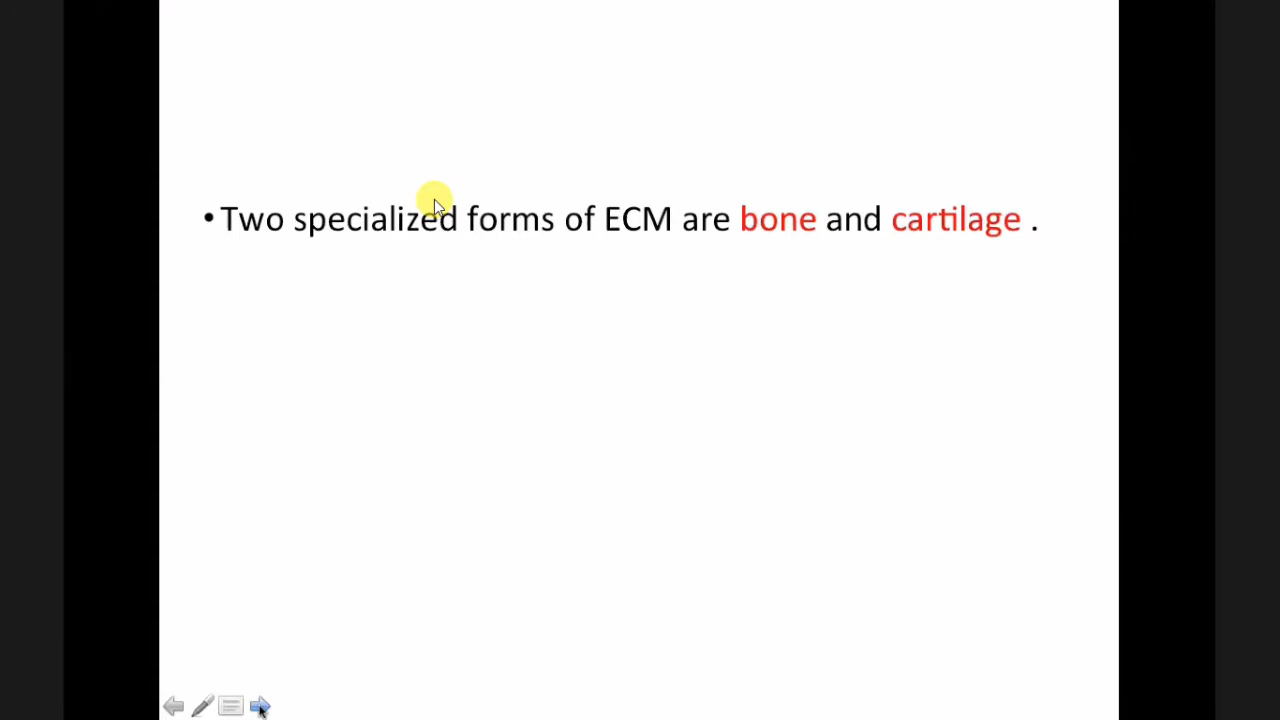 • Two specialized forms of ECM are bone and cartilage .